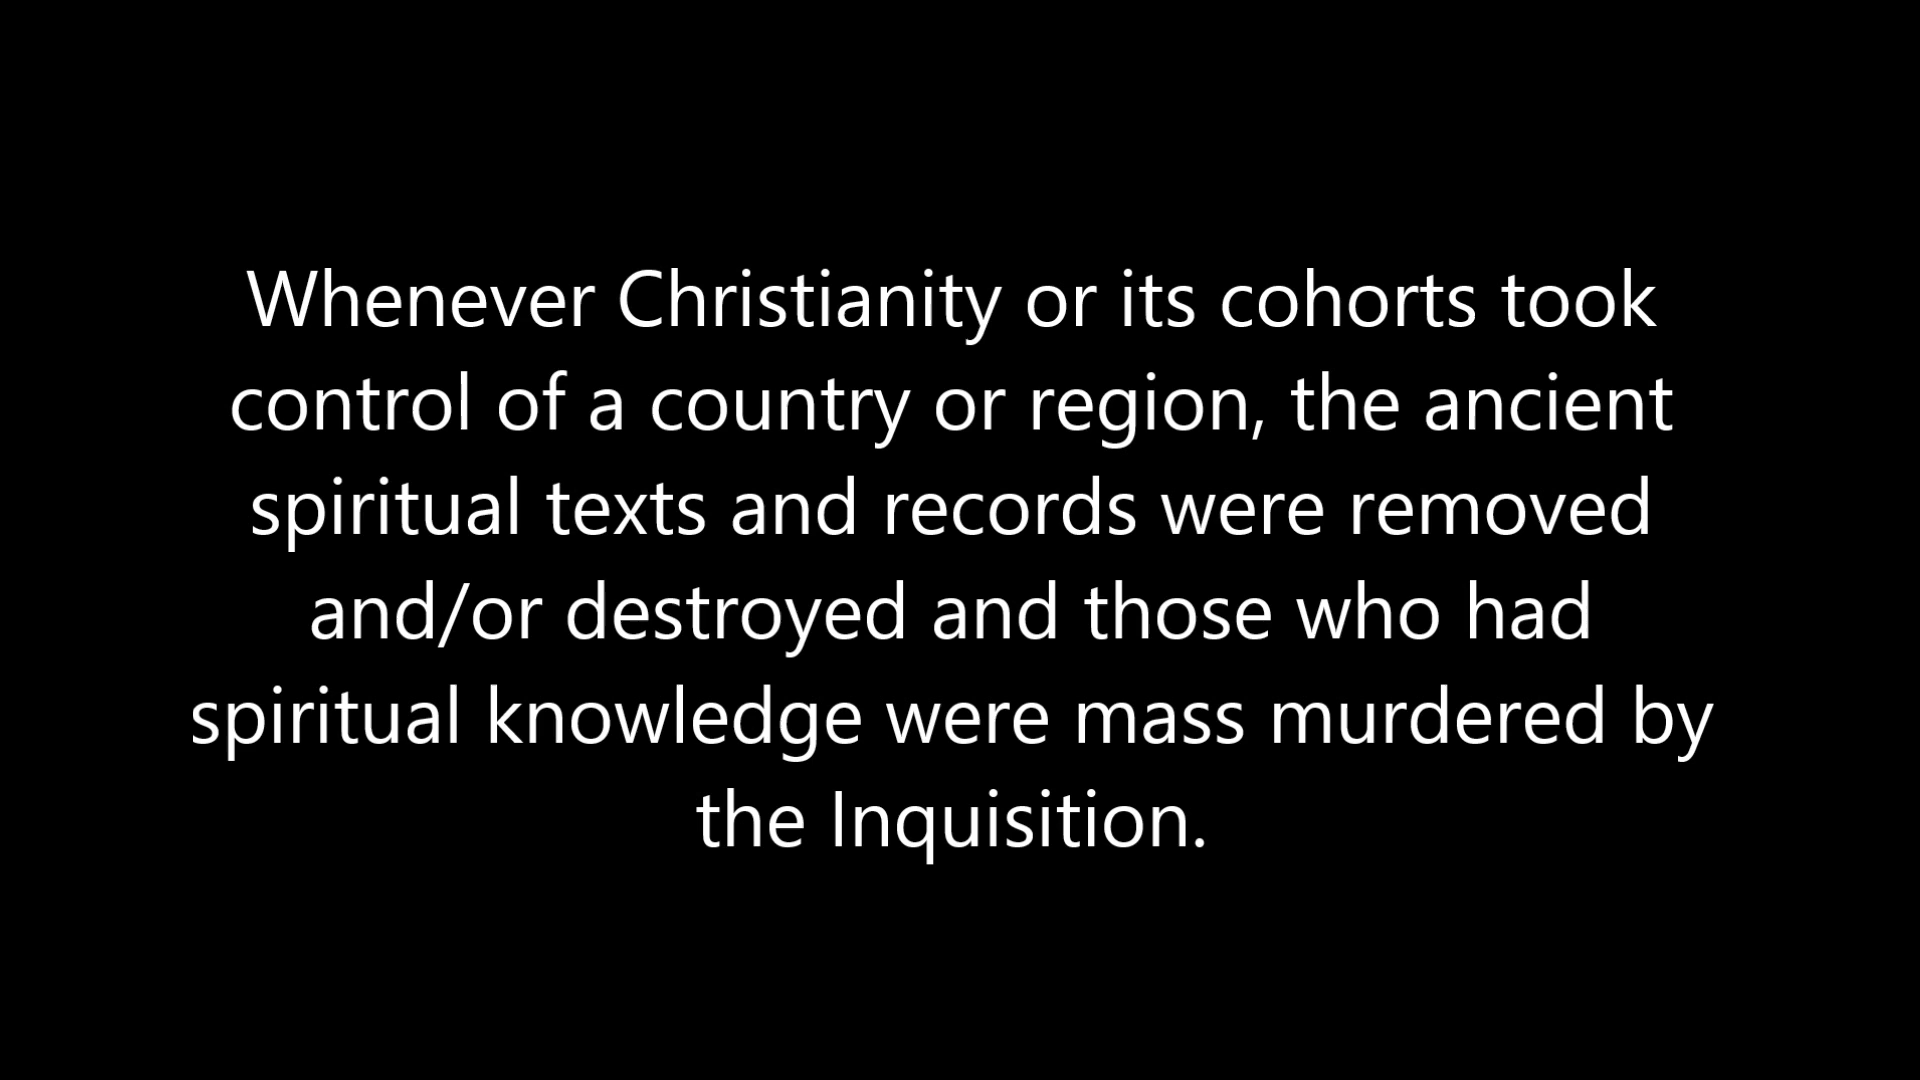 Whenever Christianity or its cohorts took
control of a country or region, the ancient
spiritual texts and records were removed
and/or destroyed and those who had
spiritual knowledge were mass murdered by
the Inquisition.